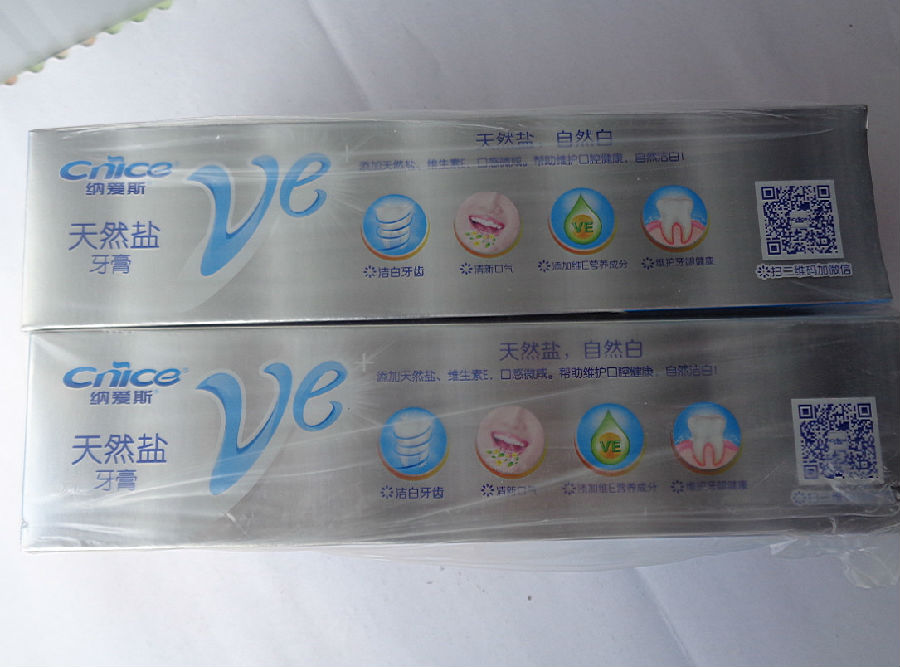 Cnice
纳爱斯
天然盐
牙膏
Ve
天然盐，自然白
添加天然盐、维生素E，口感微咸。帮助维护口腔健康，自然洁白！
VE
洁白牙齿
清新口气
添加维E营养成分
维护牙龈健康
扫二维码加微信
Cnice
纳爱斯
天然盐
牙膏
Ve
天然盐，自然白
添加天然盐、维生素E，口感微咸。帮助维护口腔健康，自然洁白！
VE
洁白牙齿
清新口气
添加维E营养成分
维护牙龈健康